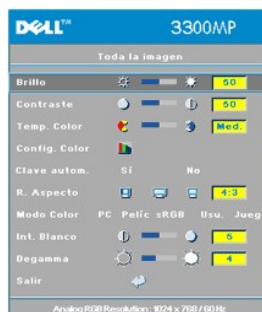 DELL™ 3300MP
Toda la imagen
Brillo 50
Contraste 50
Temp. Color Med.
Config. Color
Clave autom. Sí No
R. Aspecto 4:3
Modo Color PC Pelíc sRGB Usu. Jueg
Int. Blanco 5
Degamma 4
Salir
Analog RGB Resolution : 1024 x 768 / 60 Hz